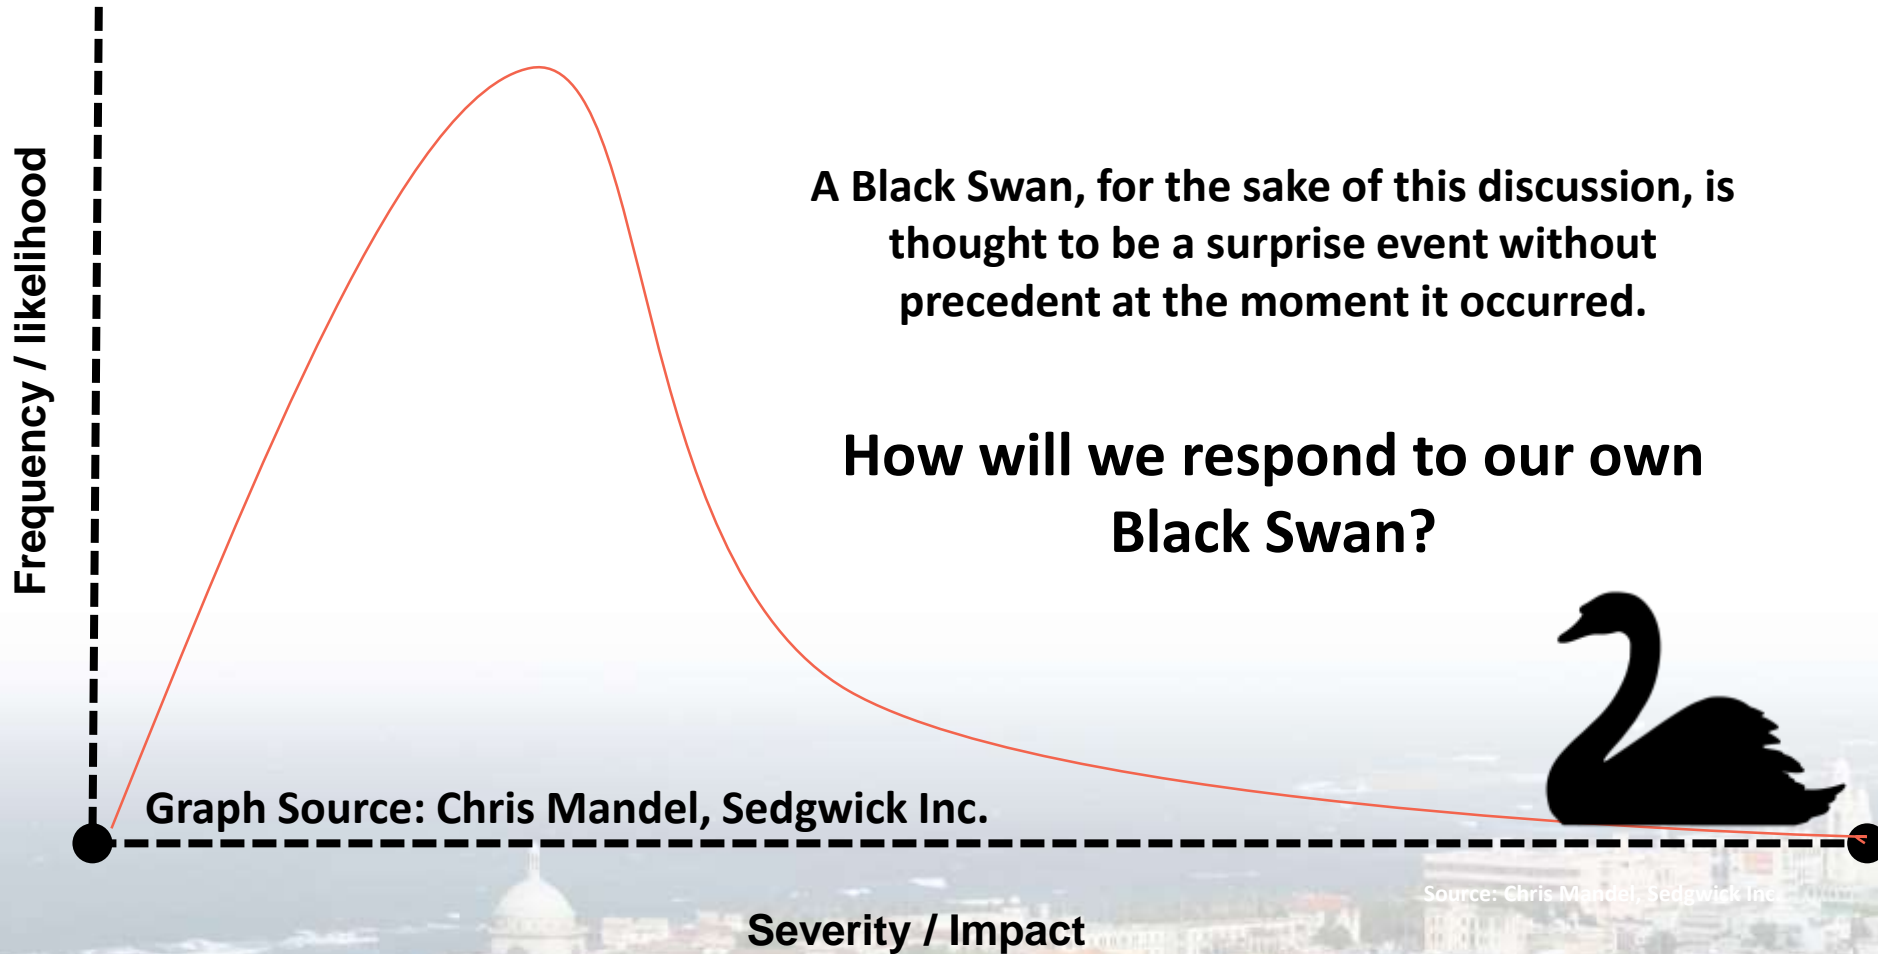 Frequency / likelihood
A Black Swan, for the sake of this discussion, is
thought to be a surprise event without
precedent at the moment it occurred.
How will we respond to our own
Black Swan?
Graph Source: Chris Mandel, Sedgwick Inc.
Source: Chris Mandel, Sedgwick Inc.
Severity / Impact